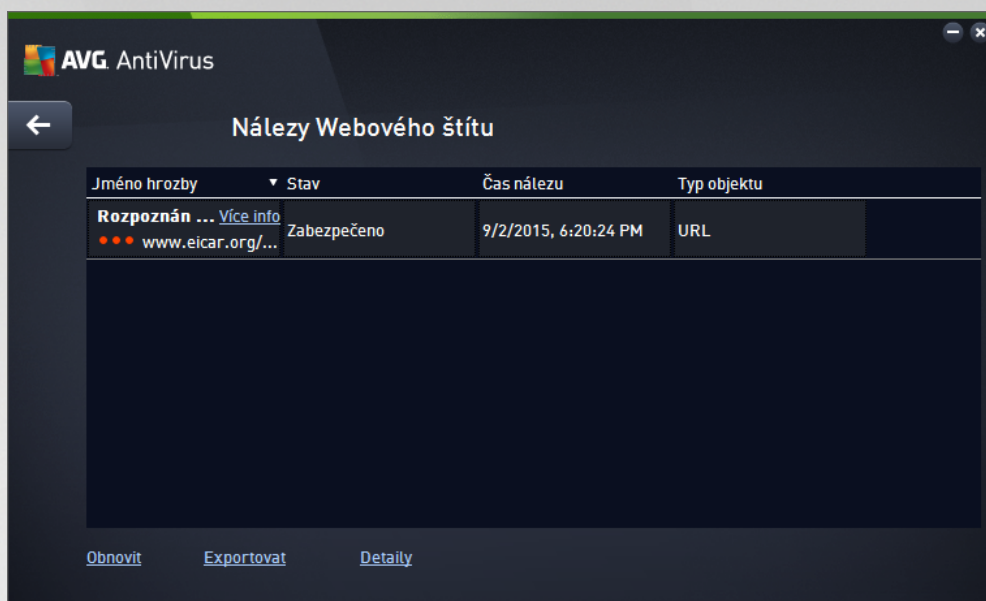 AVG. AntiVirus
Nálezy Webového štítu
Jméno hrozby Stav Čas nálezu Typ objektu
Rozpoznán ... Více info
www.eicar.org/... Zabezpečeno 9/2/2015, 6:20:24 PM URL
Obnovit Exportovat Detaily